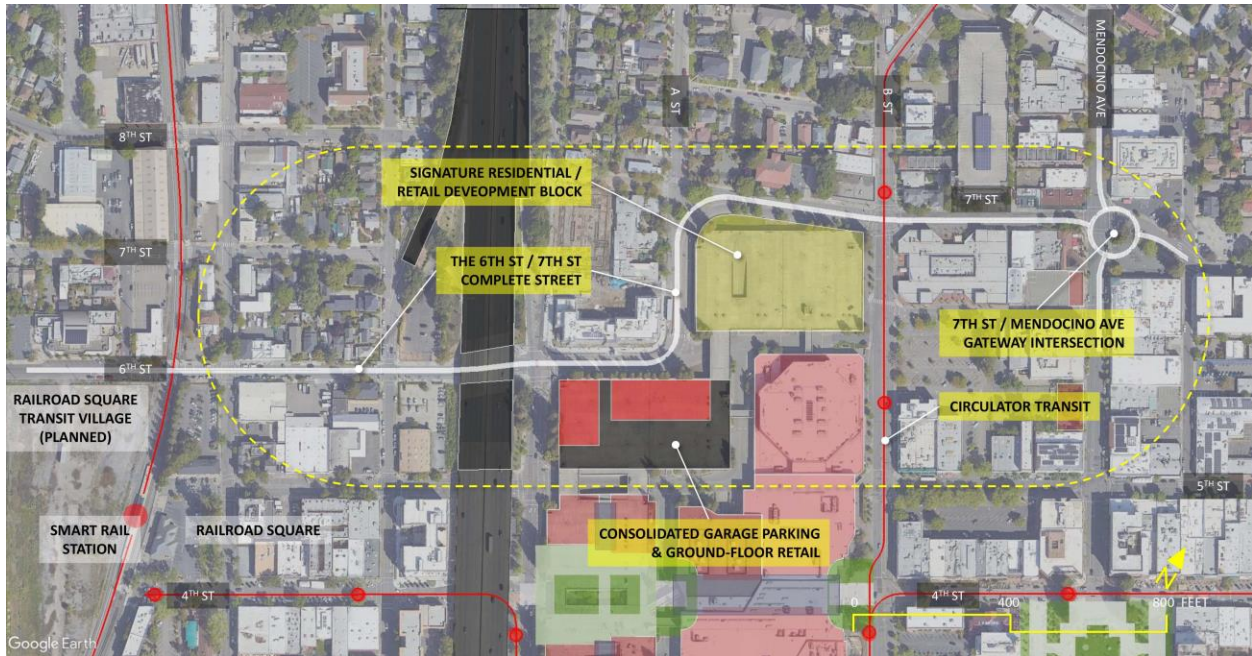 MENDOCINO AVE
A ST
B ST
8TH ST
SIGNATURE RESIDENTIAL /
RETAIL DEVEOPMENT BLOCK
7TH ST
7TH ST
THE 6TH ST / 7TH ST
COMPLETE STREET
7TH ST / MENDOCINO AVE
GATEWAY INTERSECTION
6TH ST
RAILROAD SQUARE
TRANSIT VILLAGE
(PLANNED)
CIRCULATOR TRANSIT
5TH ST
SMART RAIL
STATION
RAILROAD SQUARE
CONSOLIDATED GARAGE PARKING
& GROUND-FLOOR RETAIL
N
4TH ST
4TH ST
0 400 800 FEET
Google Earth